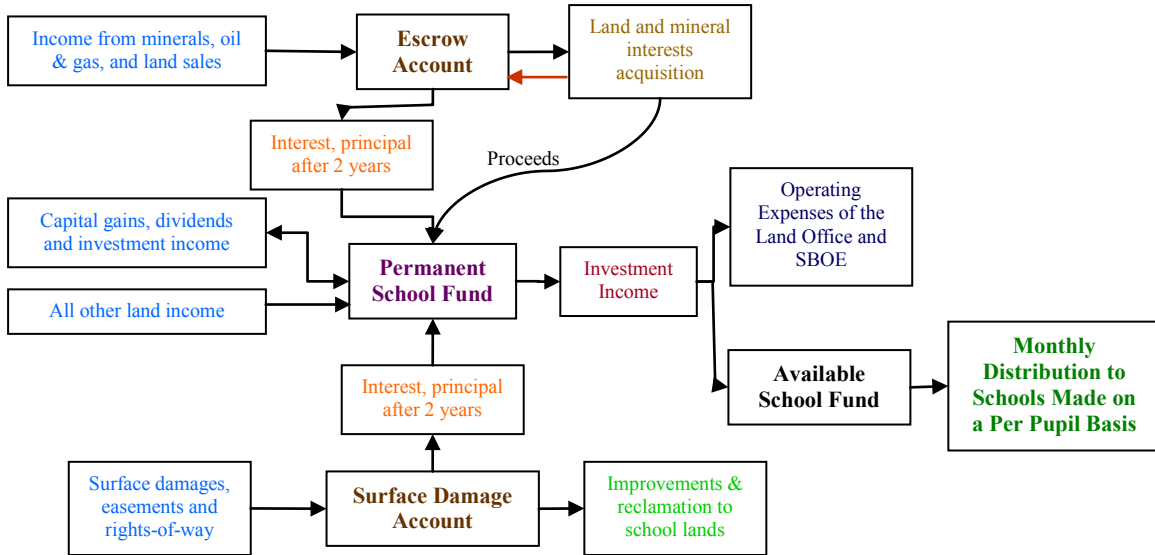 Income from minerals, oil
& gas, and land sales
Escrow
Account
Land and mineral
interests
acquisition
Interest, principal
after 2 years
Proceeds
Capital gains, dividends
and investment income
All other land income
Permanent
School Fund
Investment
Income
Operating
Expenses of the
Land Office and
SBOE
Available
School Fund
Monthly
Distribution to
Schools Made on
a Per Pupil Basis
Interest, principal
after 2 years
Surface damages,
easements and
rights-of-way
Surface Damage
Account
Improvements &
reclamation to
school lands